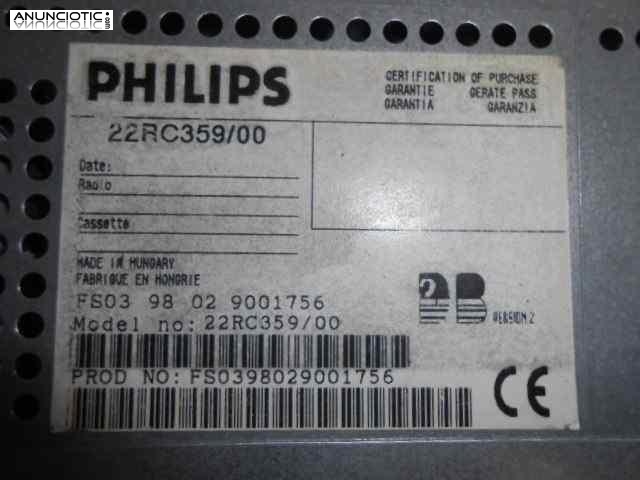 ANUNCIOTIC.com
PHILIPS
CERTIFICATION OF PURCHASE
GARANTIE GERATE PASS
GARANTIA GARANZIA
22RC359/00
Date:
Radio
Cassette
MADE IN HUNGARY
FABRIQUE EN HONGRIE
FS03 98 02 9001756
Model no: 22RC359/00
VERSION 2
PROD NO: FS0398029001756
CE